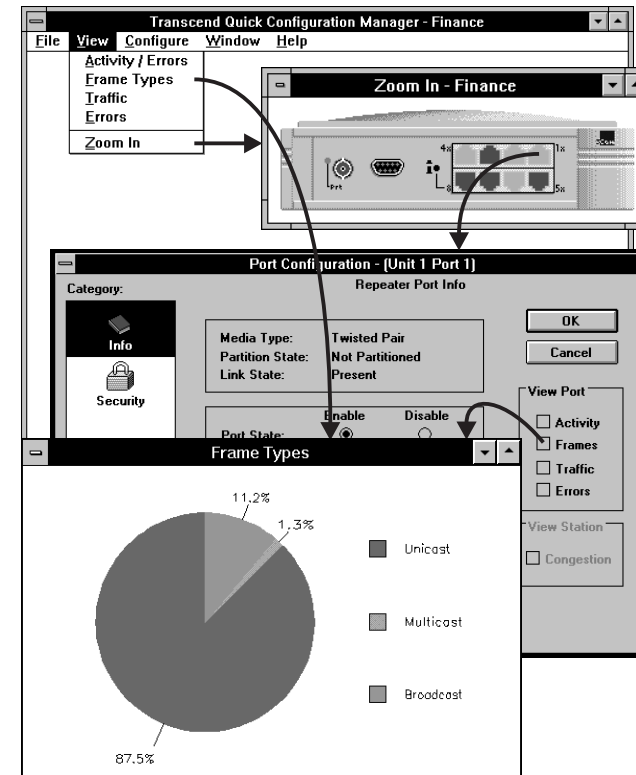 Transcend Quick Configuration Manager - Finance
File View Configure Window Help
Activity / Errors
Frame Types
Traffic
Errors
Zoom In
Zoom In - Finance
4x
1x
8
5x
Prt
3Com
Port Configuration - (Unit 1 Port 1)
Category:
Repeater Port Info
Info
Security
Media Type: Twisted Pair
Partition State: Not Partitioned
Link State: Present
Enable Disable
Port State:
OK
Cancel
View Port
Activity
Frames
Traffic
Errors
View Station
Congestion
Frame Types
11.2%
1.3%
87.5%
Unicast
Multicast
Broadcast